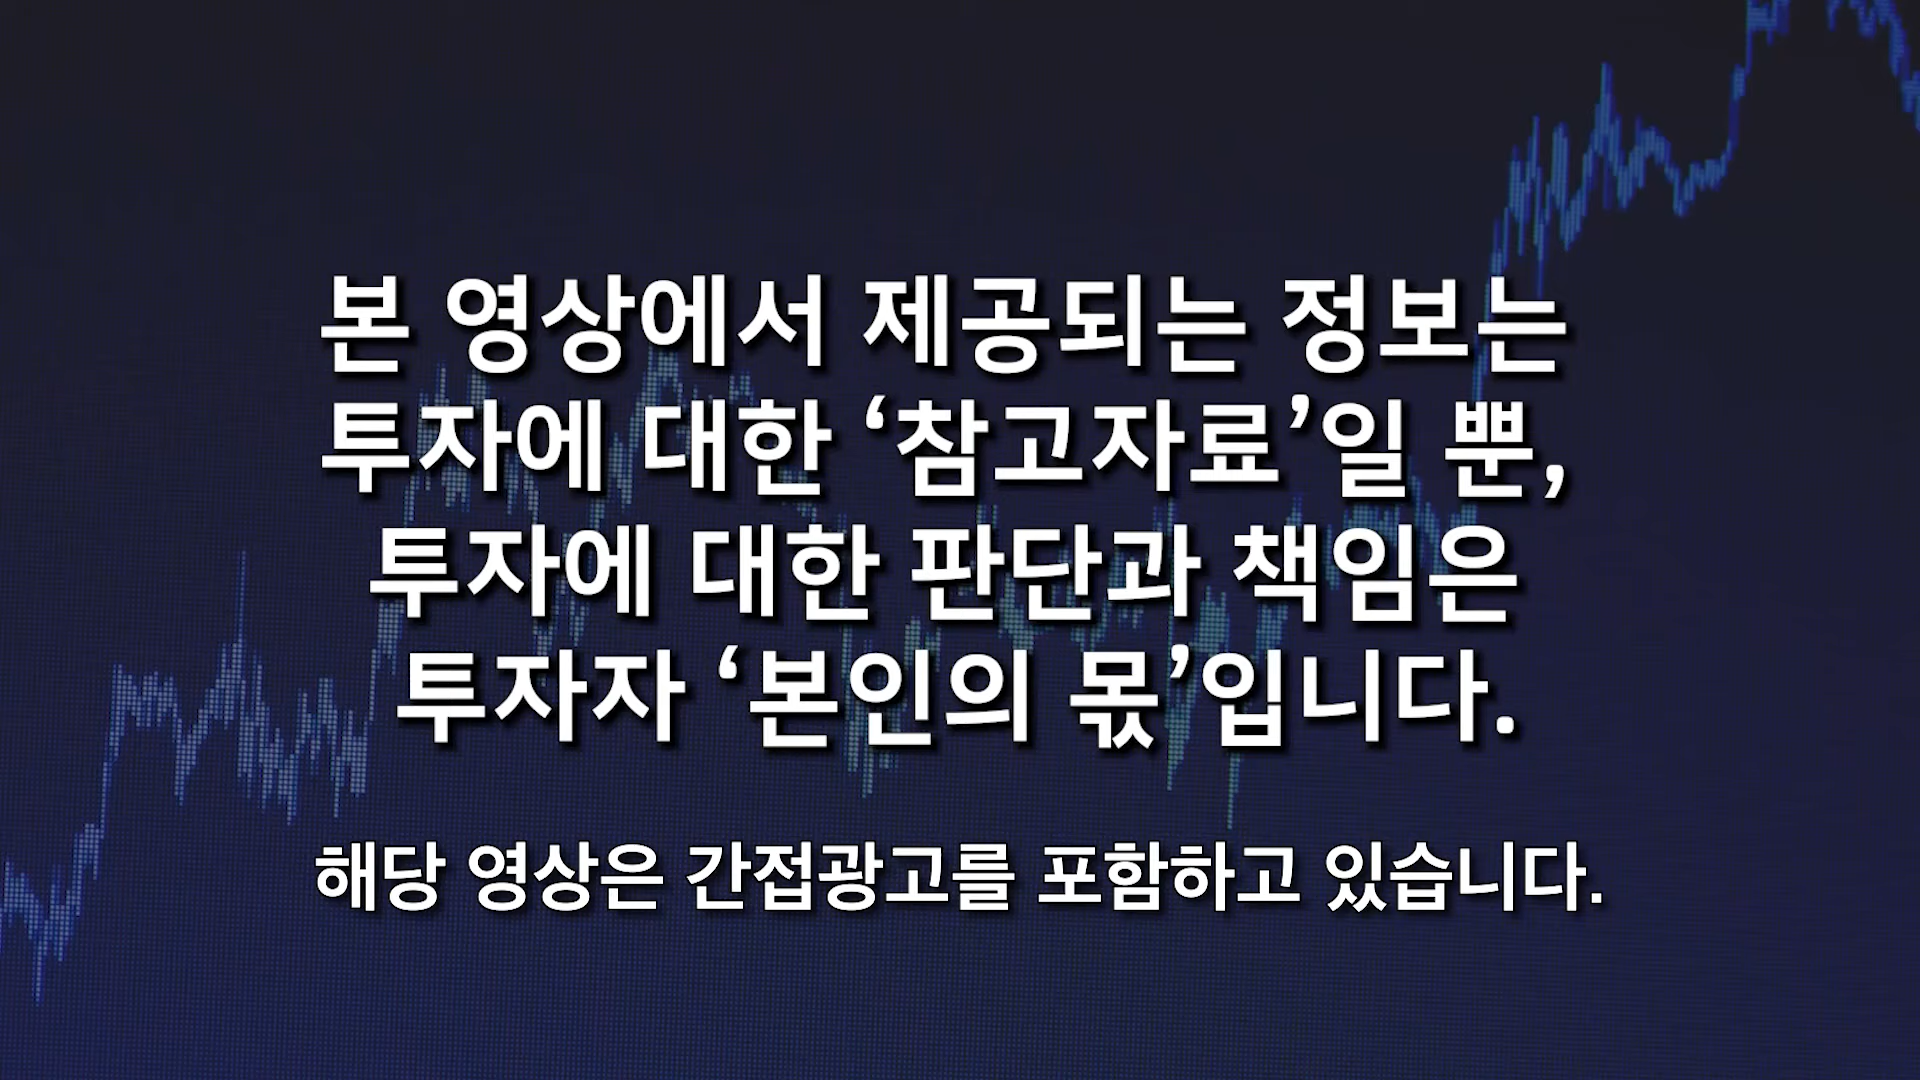 본 영상에서 제공되는 정보는
투자에 대한 ‘참고자료’일 뿐,
투자에 대한 판단과 책임은
투자자 ‘본인의 몫’입니다.
해당 영상은 간접광고를 포함하고 있습니다.